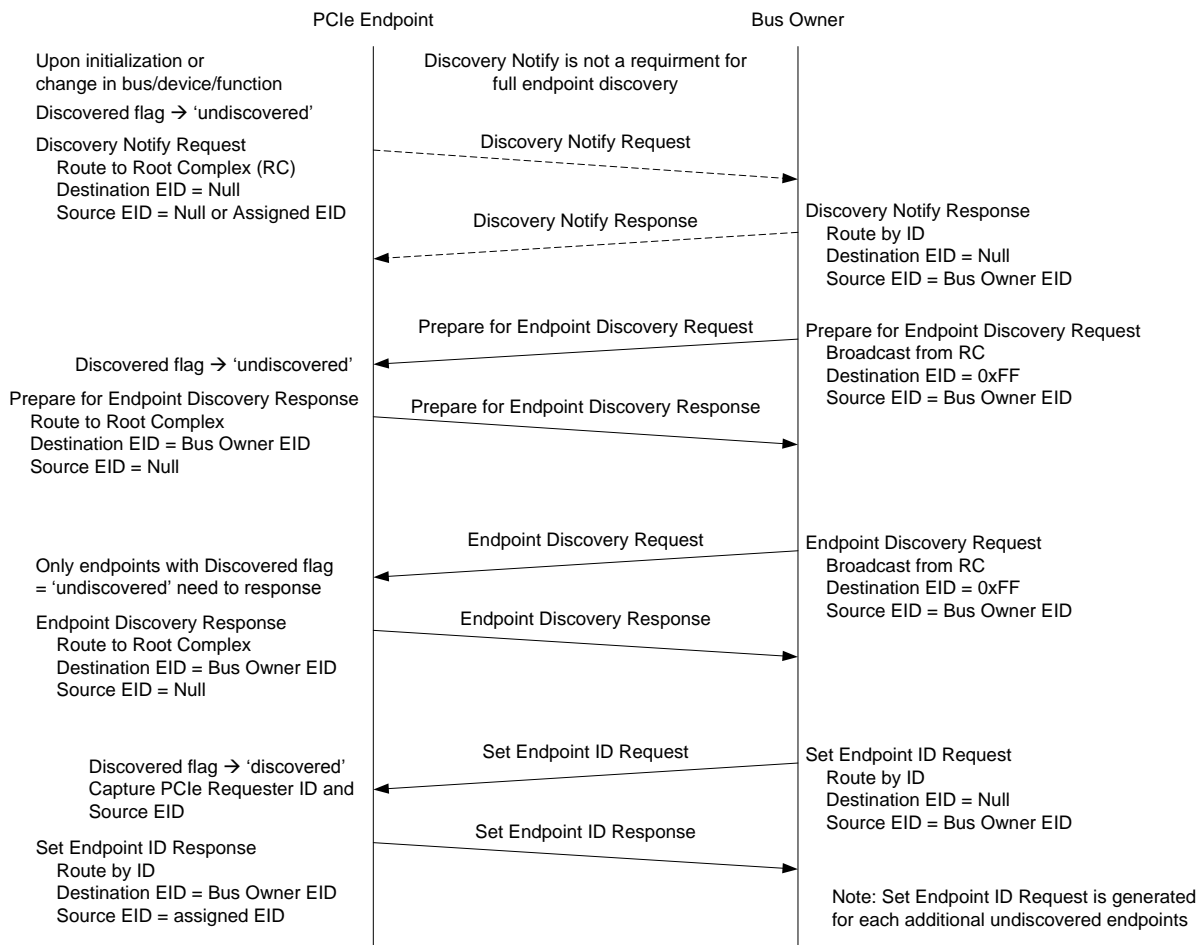 PCIe Endpoint
Bus Owner
Upon initialization or
change in bus/device/function
Discovery Notify is not a requirment for
full endpoint discovery
Discovered flag → ‘undiscovered’
Discovery Notify Request
Route to Root Complex (RC)
Destination EID = Null
Source EID = Null or Assigned EID
Discovery Notify Request
Discovery Notify Response
Discovery Notify Response
Route by ID
Destination EID = Null
Source EID = Bus Owner EID
Prepare for Endpoint Discovery Request
Prepare for Endpoint Discovery Request
Broadcast from RC
Destination EID = 0xFF
Source EID = Bus Owner EID
Discovered flag → ‘undiscovered’
Prepare for Endpoint Discovery Response
Route to Root Complex
Destination EID = Bus Owner EID
Source EID = Null
Prepare for Endpoint Discovery Response
Endpoint Discovery Request
Endpoint Discovery Request
Broadcast from RC
Destination EID = 0xFF
Source EID = Bus Owner EID
Only endpoints with Discovered flag
= ‘undiscovered’ need to response
Endpoint Discovery Response
Route to Root Complex
Destination EID = Bus Owner EID
Source EID = Null
Endpoint Discovery Response
Set Endpoint ID Request
Set Endpoint ID Request
Route by ID
Destination EID = Null
Source EID = Bus Owner EID
Discovered flag → ‘discovered’
Capture PCIe Requester ID and
Source EID
Set Endpoint ID Response
Set Endpoint ID Response
Route by ID
Destination EID = Bus Owner EID
Source EID = assigned EID
Note: Set Endpoint ID Request is generated
for each additional undiscovered endpoints